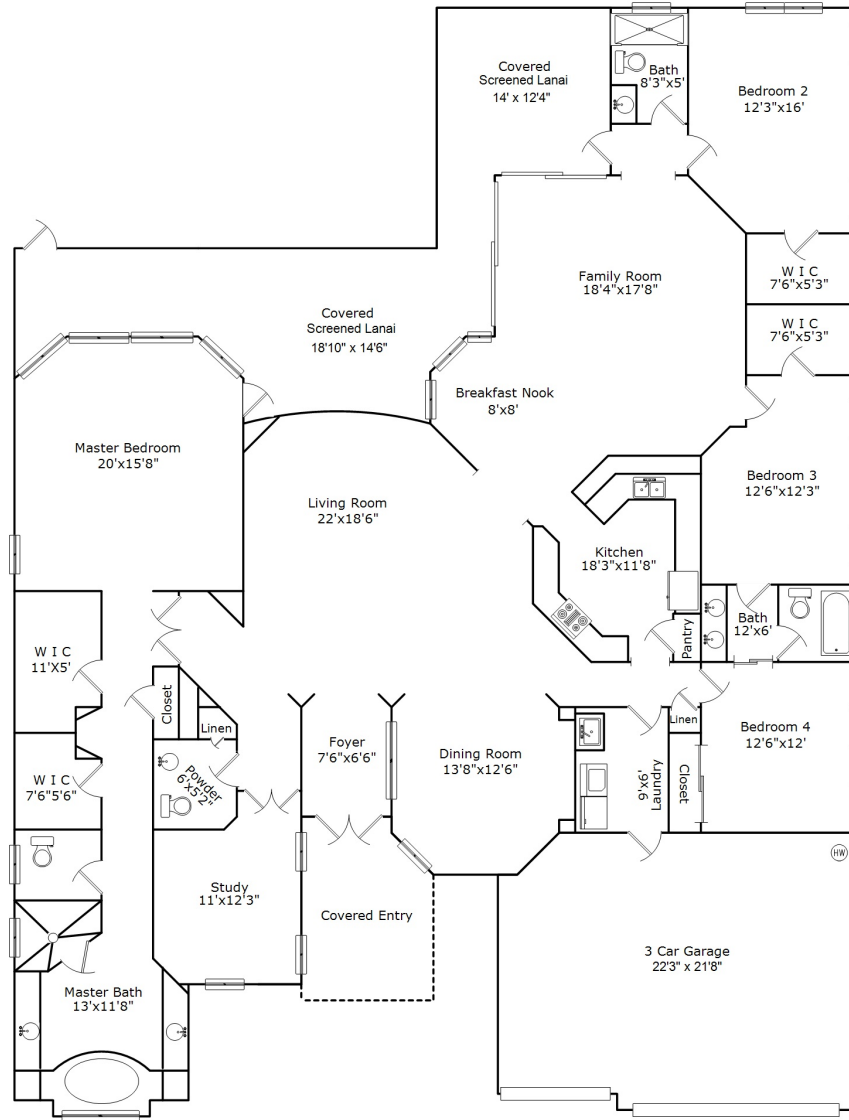 Covered
Screened Lanai
14' x 12'4"
Bath
8'3"x5'
Bedroom 2
12'3"x16'
Family Room
18'4"x17'8"
W I C
7'6"x5'3"
W I C
7'6"x5'3"
Covered
Screened Lanai
18'10" x 14'6"
Breakfast Nook
8'x8'
Master Bedroom
20'x15'8"
Living Room
22'x18'6"
Bedroom 3
12'6"x12'3"
Kitchen
18'3"x11'8"
Pantry
Bath
12'x6'
W I C
11'X5'
Closet
Linen
Foyer
7'6"x6'6"
Dining Room
13'8"x12'6"
Linen
Bedroom 4
12'6"x12'
W I C
7'6"5'6"
Powder
6'x5'2"
Laundry
9'x6'
Closet
HW
Study
11'x12'3"
Covered Entry
3 Car Garage
22'3" x 21'8"
Master Bath
13'x11'8"